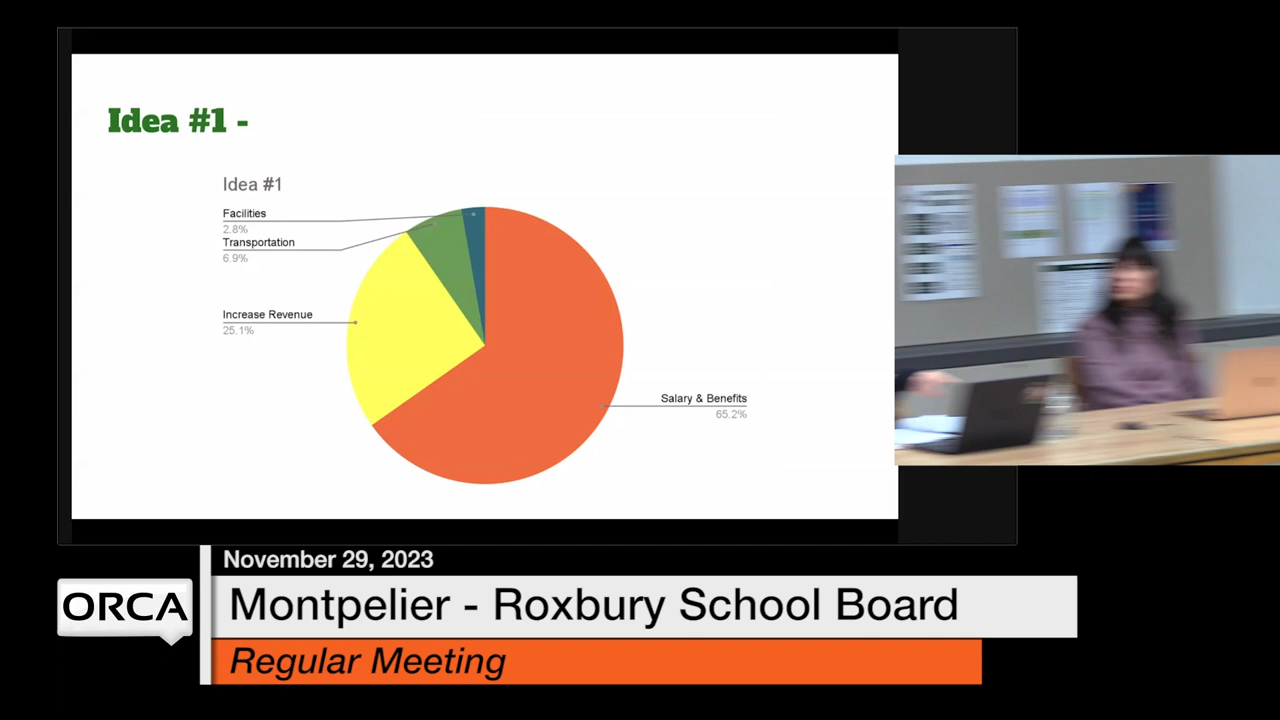 Idea #1 -
Idea #1
Facilities
2.8%
Transportation
6.9%
Increase Revenue
25.1%
Salary & Benefits
65.2%
November 29, 2023
ORCA
Montpelier - Roxbury School Board
Regular Meeting